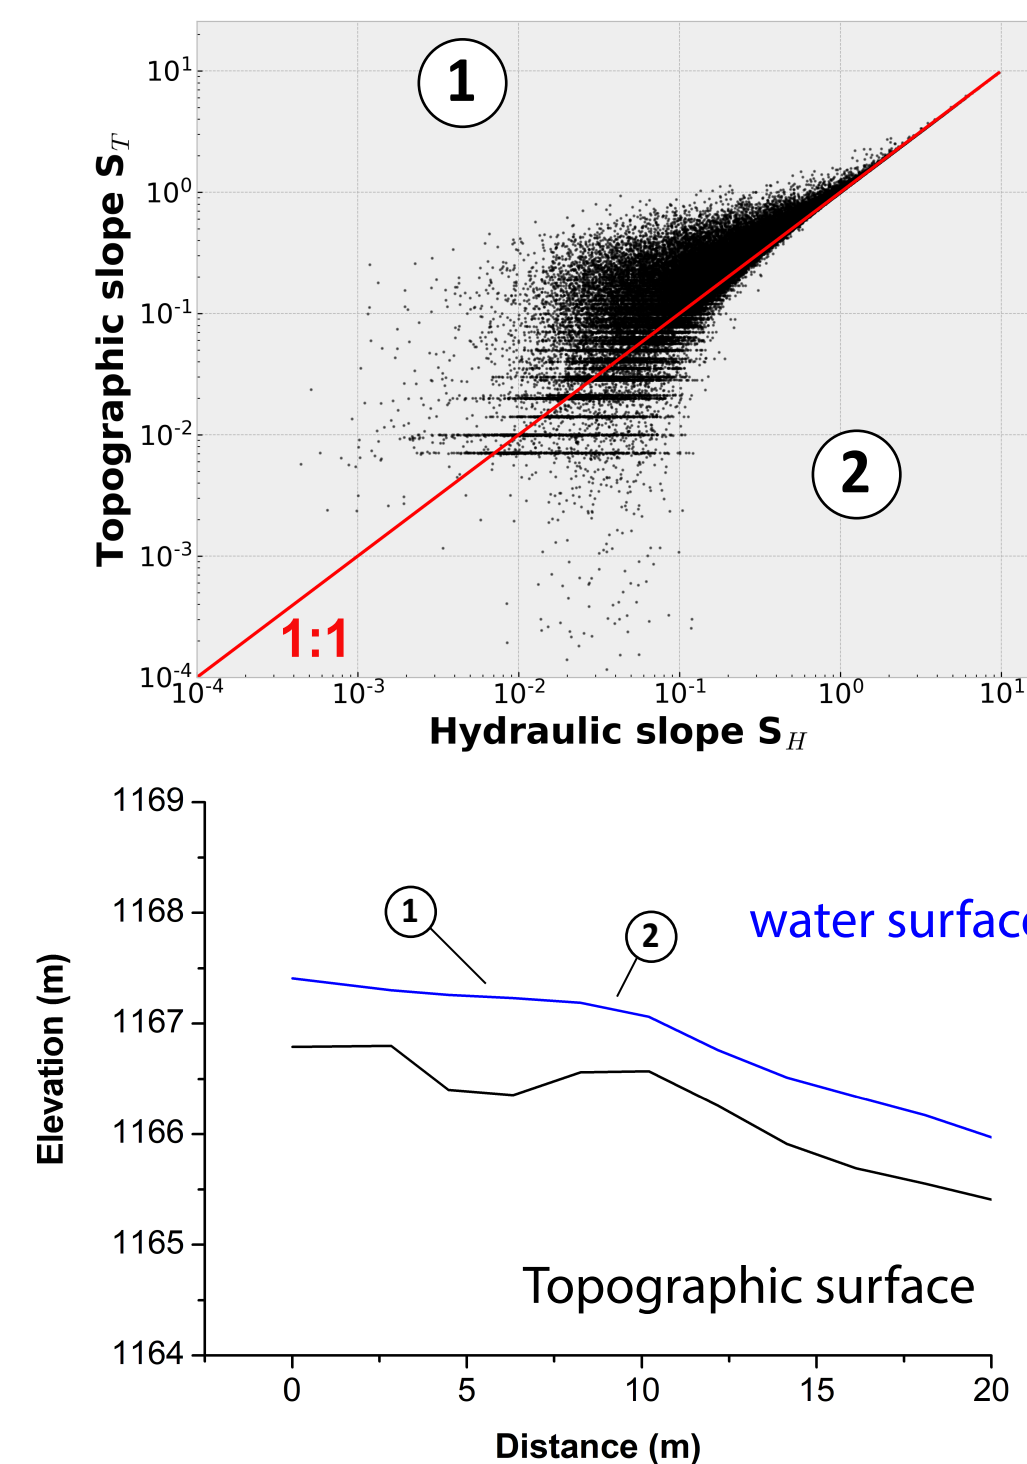 10¹
10⁰
10⁻¹
10⁻²
10⁻³
10⁻⁴
Topographic slope S_T
1
2
1:1
10⁻⁴ 10⁻³ 10⁻² 10⁻¹ 10⁰ 10¹
Hydraulic slope S_H
1169
1168
1167
1166
1165
1164
Elevation (m)
1
2
water surface
Topographic surface
0 5 10 15 20
Distance (m)